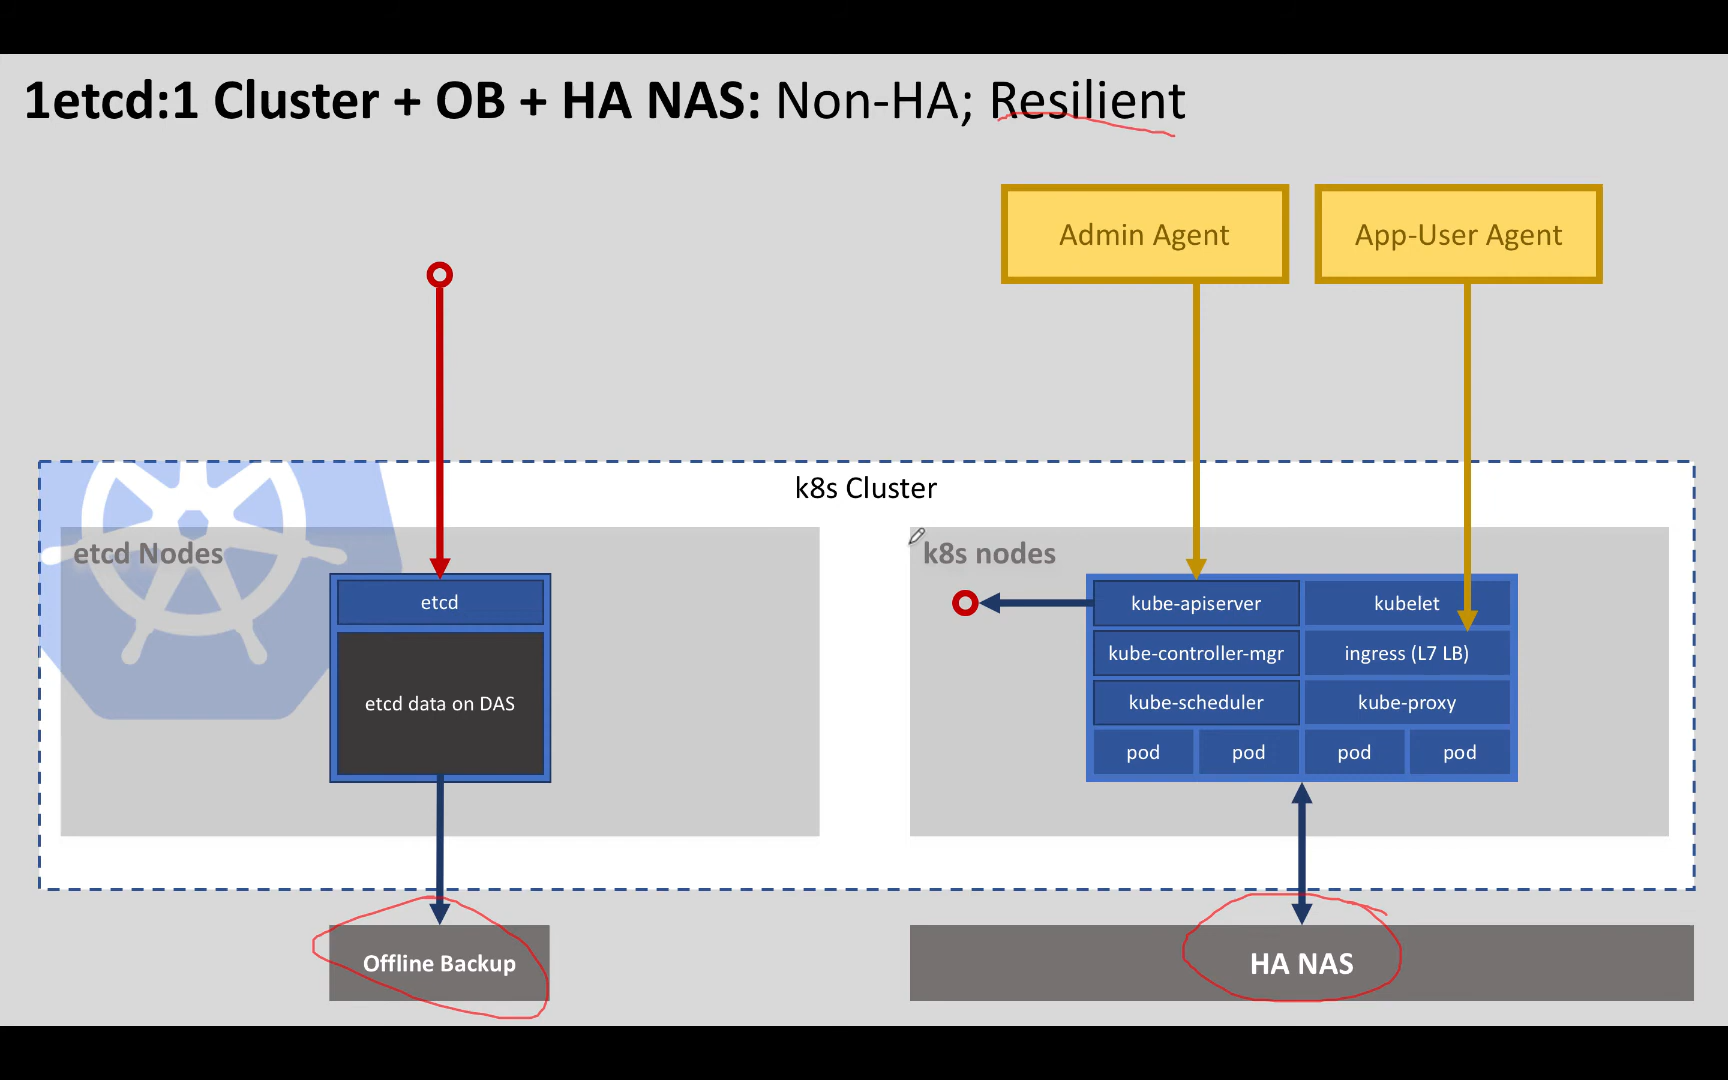 1etcd:1 Cluster + OB + HA NAS: Non-HA; Resilient
Admin Agent
App-User Agent
k8s Cluster
etcd Nodes
etcd
etcd data on DAS
k8s nodes
kube-apiserver
kubelet
kube-controller-mgr
ingress (L7 LB)
kube-scheduler
kube-proxy
pod
pod
pod
pod
Offline Backup
HA NAS